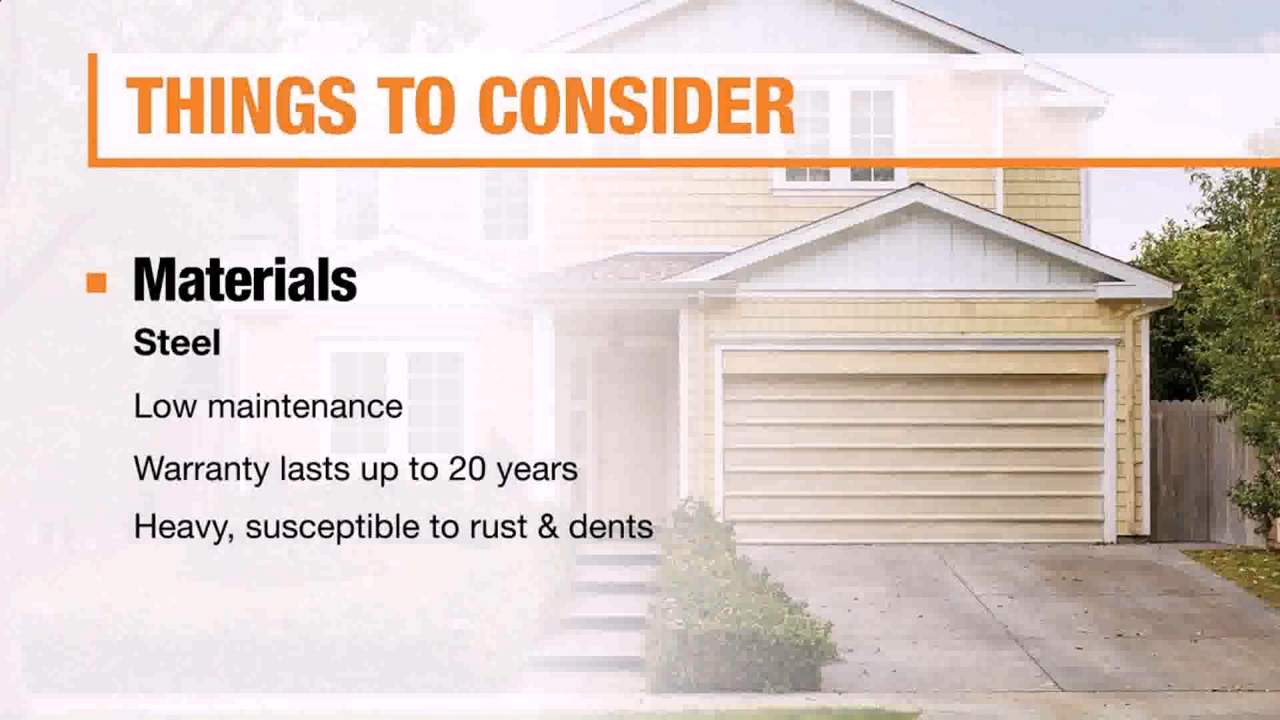 THINGS TO CONSIDER
Materials
Steel
Low maintenance
Warranty lasts up to 20 years
Heavy, susceptible to rust & dents